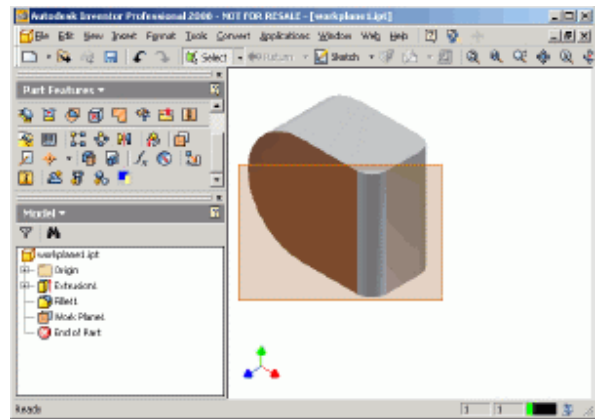 Autodesk Inventor Professional 2008 - NOT FOR RESALE - [workplane1.ipt]
File Edit View Insert Format Tools Convert Applications Window Web Help
Select Return Sketch
Part Features
Model
workplane1.ipt
Origin
Extrusion1
Fillet1
Work Plane1
End of Part
Ready 1 1